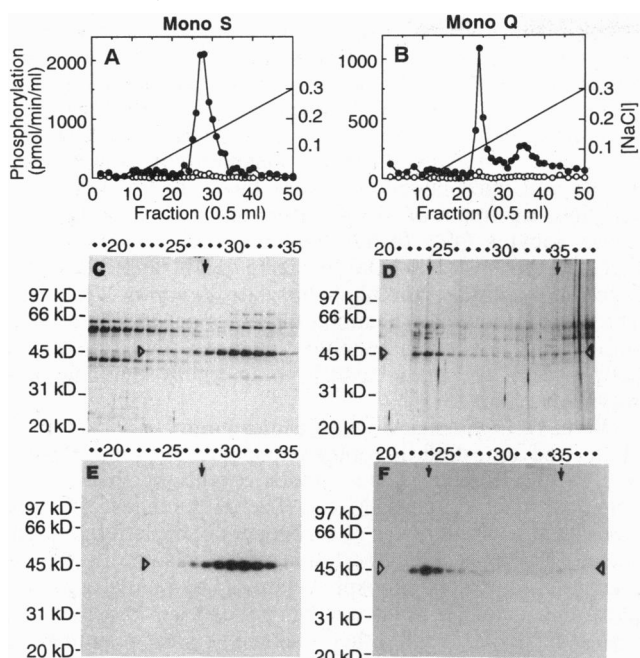 Mono S
Mono Q
Phosphorylation
(pmol/min/ml)
2000
1000
0
A
0.3
0.2
0.1
0 10 20 30 40 50
Fraction (0.5 ml)
1000
500
0
B
0.3
0.2
0.1
[NaCl]
0 10 20 30 40 50
Fraction (0.5 ml)
20 25 30 35
C
97 kD
66 kD
45 kD
31 kD
20 kD
20 25 30 35
D
97 kD
66 kD
45 kD
31 kD
20 kD
20 25 30 35
E
97 kD
66 kD
45 kD
31 kD
20 kD
20 25 30 35
F
97 kD
66 kD
45 kD
31 kD
20 kD